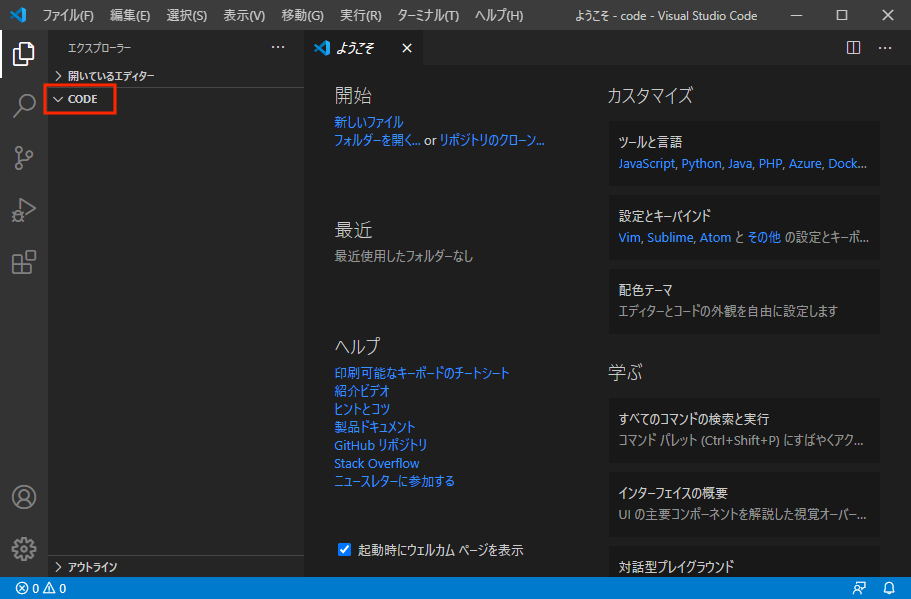 ファイル(F) 編集(E) 選択(S) 表示(V) 移動(G) 実行(R) ターミナル(T) ヘルプ(H) ようこそ - code - Visual Studio Code
エクスプローラー
開いているエディター
CODE
アウトライン
ようこそ
開始
新しいファイル
フォルダーを開く... or リポジトリのクローン...
最近
最近使用したフォルダーなし
ヘルプ
印刷可能なキーボードのチートシート
紹介ビデオ
ヒントとコツ
製品ドキュメント
GitHub リポジトリ
Stack Overflow
ニュースレターに参加する
起動時にウェルカム ページを表示
カスタマイズ
ツールと言語
JavaScript, Python, Java, PHP, Azure, Dock...
設定とキーバインド
Vim, Sublime, Atom と その他 の設定とキーボ...
配色テーマ
エディターとコードの外観を自由に設定します
学ぶ
すべてのコマンドの検索と実行
コマンド パレット (Ctrl+Shift+P) にすばやくアク...
インターフェイスの概要
UI の主要コンポーネントを解説した視覚オーバー...
対話型プレイグラウンド
0 0